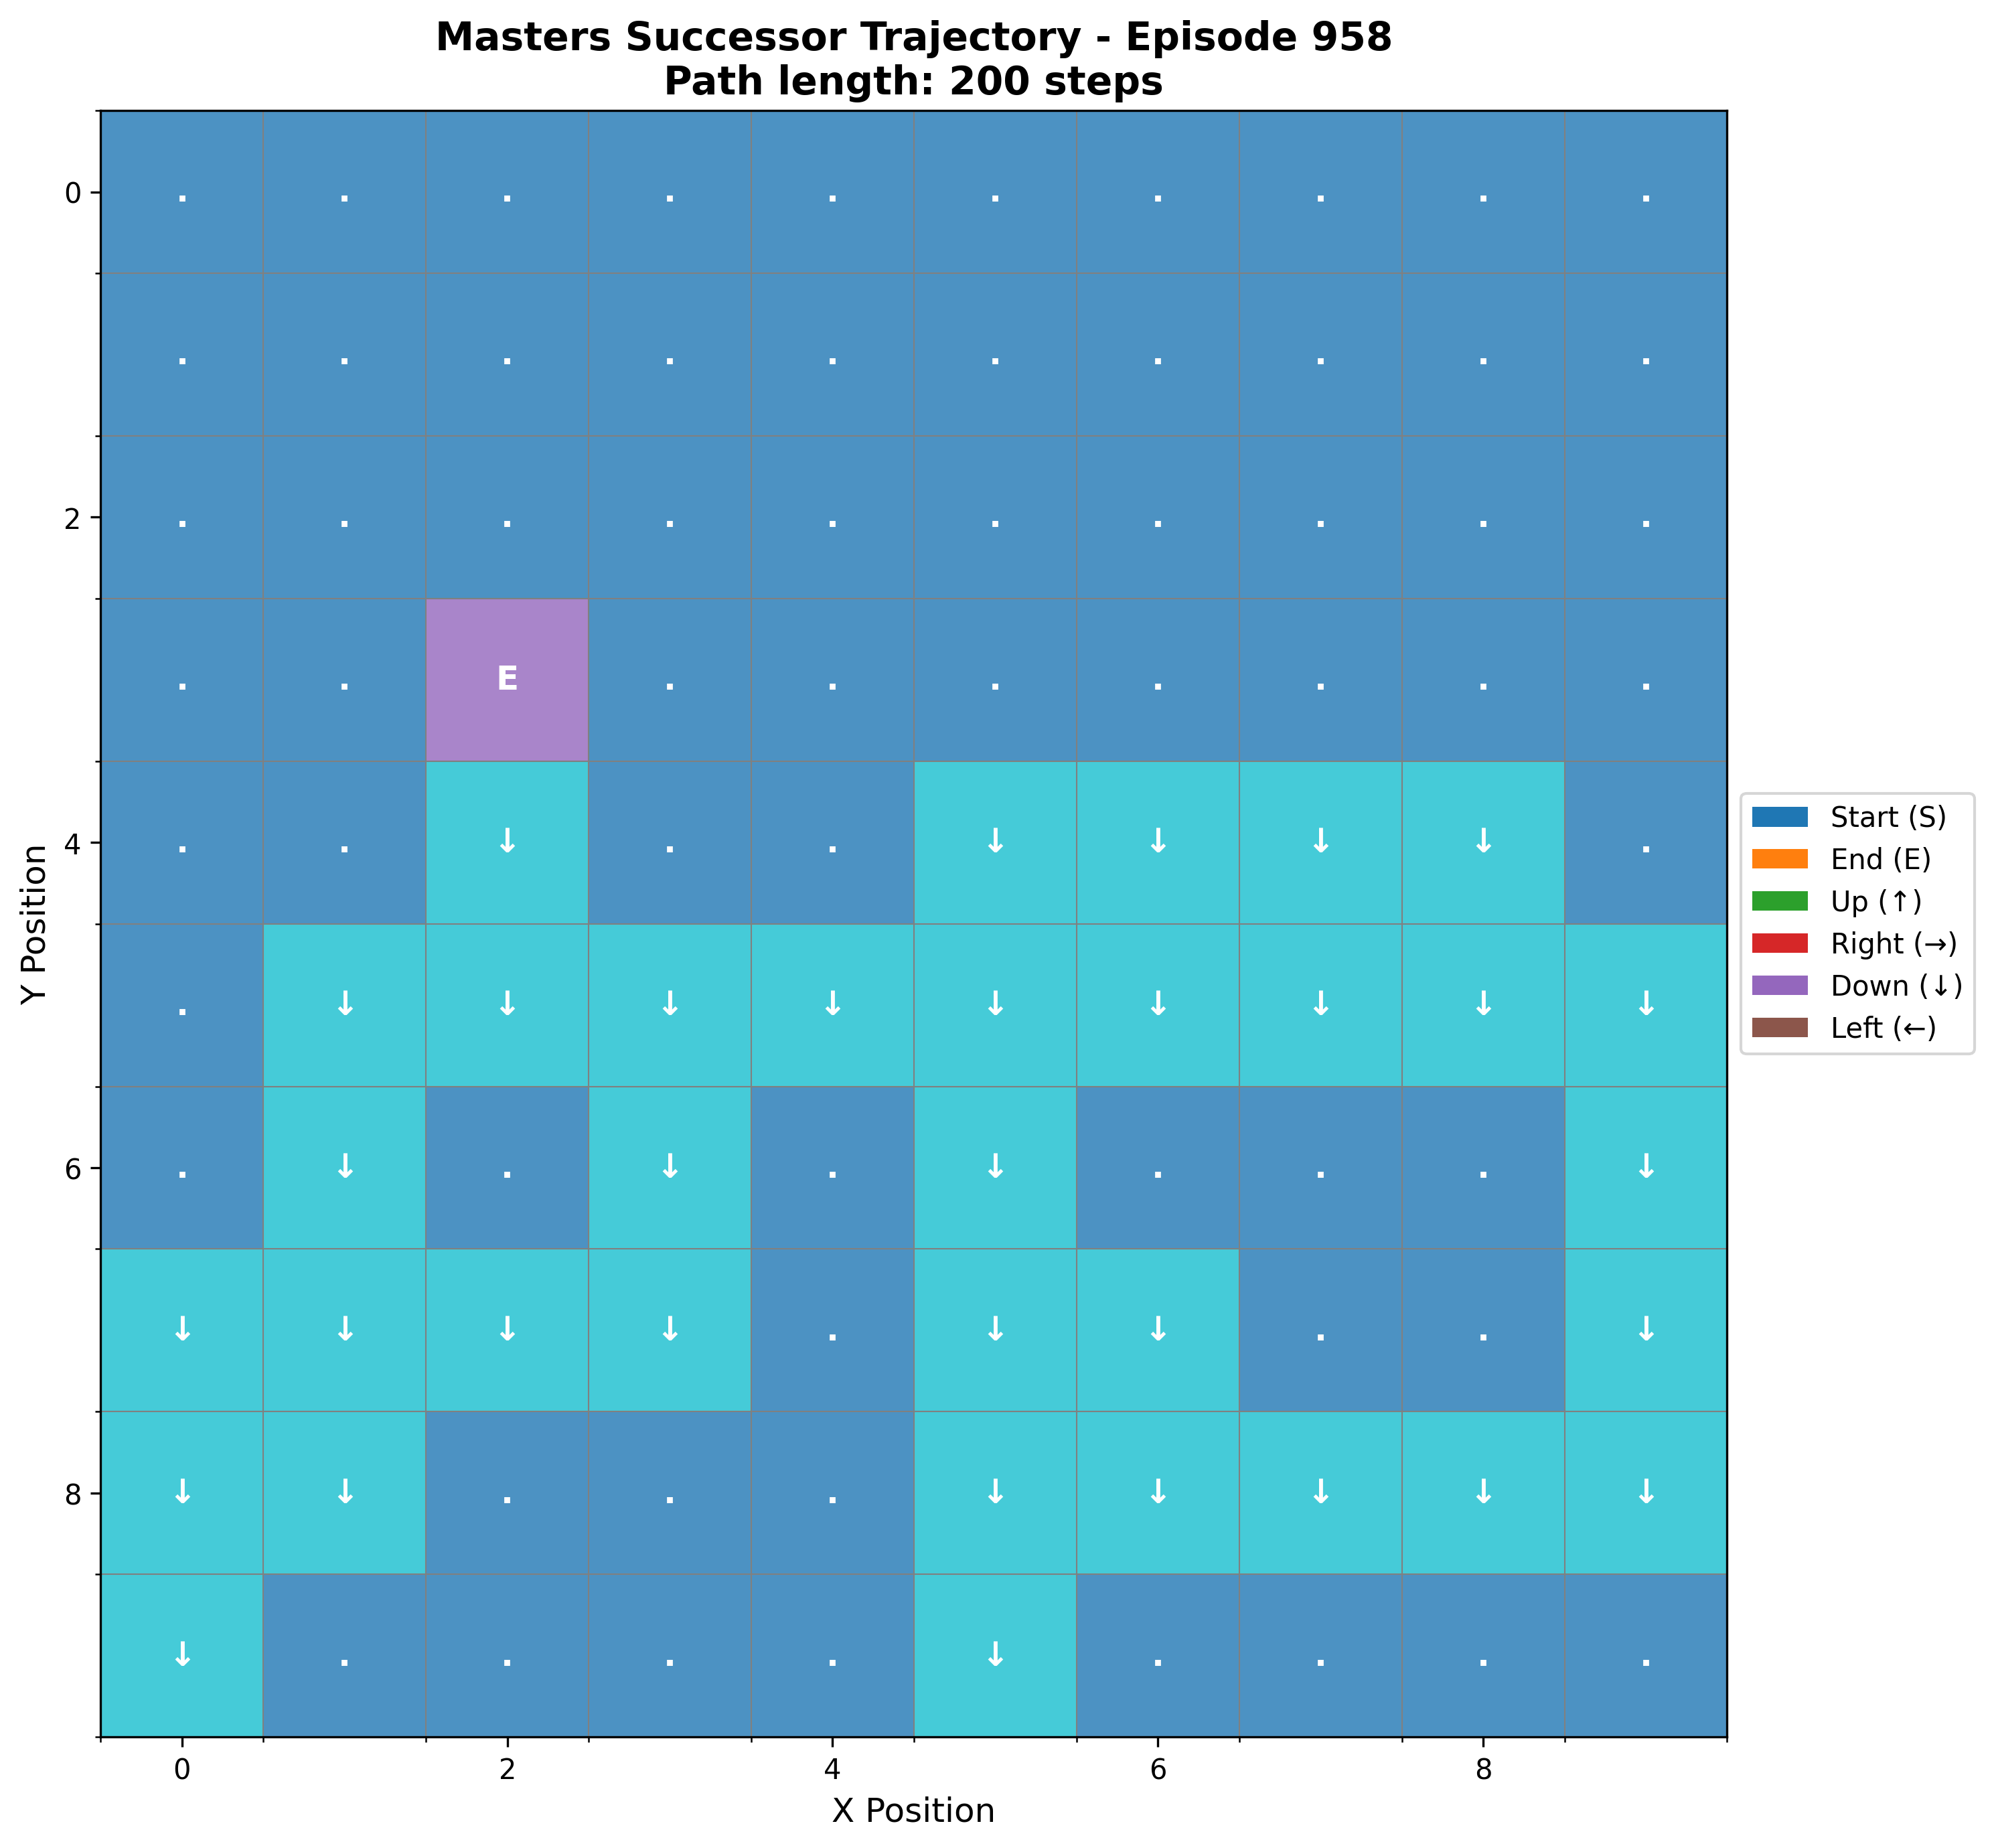 Masters Successor Trajectory - Episode 958
Path length: 200 steps
0 . . . . . . . . . .
. . . . . . . . . .
2 . . . . . . . . . .
. . E . . . . . . .
4 . . ↓ . . ↓ ↓ ↓ ↓ .
. ↓ ↓ ↓ ↓ ↓ ↓ ↓ ↓ ↓
6 . ↓ . ↓ . ↓ . . . ↓
↓ ↓ ↓ ↓ . ↓ ↓ . . ↓
8 ↓ ↓ . . . ↓ ↓ ↓ ↓ ↓
↓ . . . . ↓ . . . .
0 2 4 6 8
X Position
Y Position
Start (S)
End (E)
Up (↑)
Right (→)
Down (↓)
Left (←)